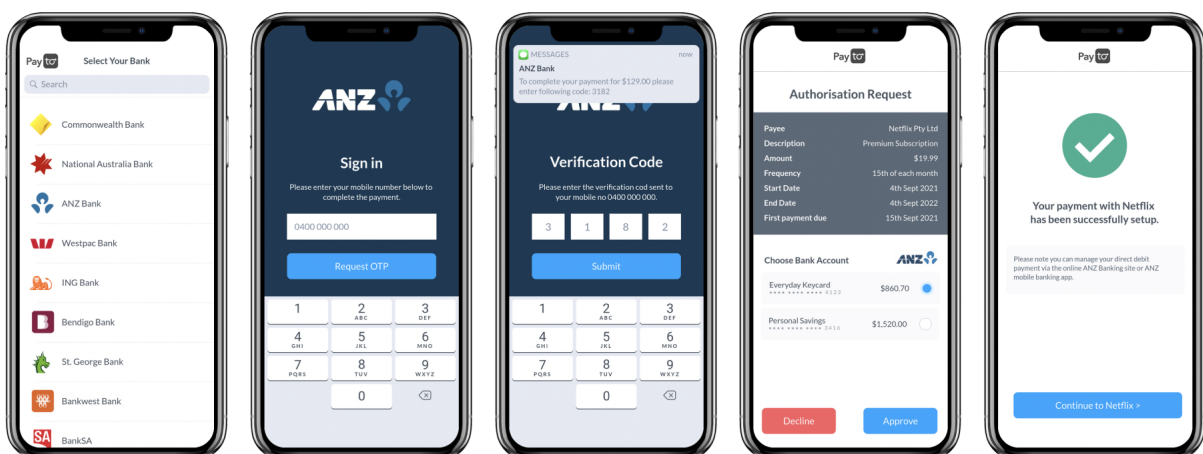 Pay to
Select Your Bank
Search
Commonwealth Bank
National Australia Bank
ANZ Bank
Westpac Bank
ING Bank
Bendigo Bank
St. George Bank
Bankwest Bank
SA
BankSA
ANZ
Sign in
Please enter your mobile number below to
complete the payment.
0400 000 000
Request OTP
1
2
ABC
3
DEF
4
GHI
5
JKL
6
MNO
7
PQRS
8
TUV
9
WXYZ
0
MESSAGES
now
ANZ Bank
To complete your payment for $129.00 please
enter following code: 3182
Verification Code
Please enter the verification cod sent to
your mobile no 0400 000 000.
3 1 8 2
Submit
1
2
ABC
3
DEF
4
GHI
5
JKL
6
MNO
7
PQRS
8
TUV
9
WXYZ
0
Pay to
Authorisation Request
Payee Netflix Pty Ltd
Description Premium Subscription
Amount $19.99
Frequency 15th of each month
Start Date 4th Sept 2021
End Date 4th Sept 2022
First payment due 15th Sept 2021
Choose Bank Account ANZ
Everyday Keycard $860.70
**** **** **** 4122
Personal Savings $1,520.00
**** **** **** 3416
Decline Approve
Pay to
Your payment with Netflix
has been successfully setup.
Please note you can manage your direct debit
payment via the online ANZ Banking site or ANZ
mobile banking app.
Continue to Netflix >